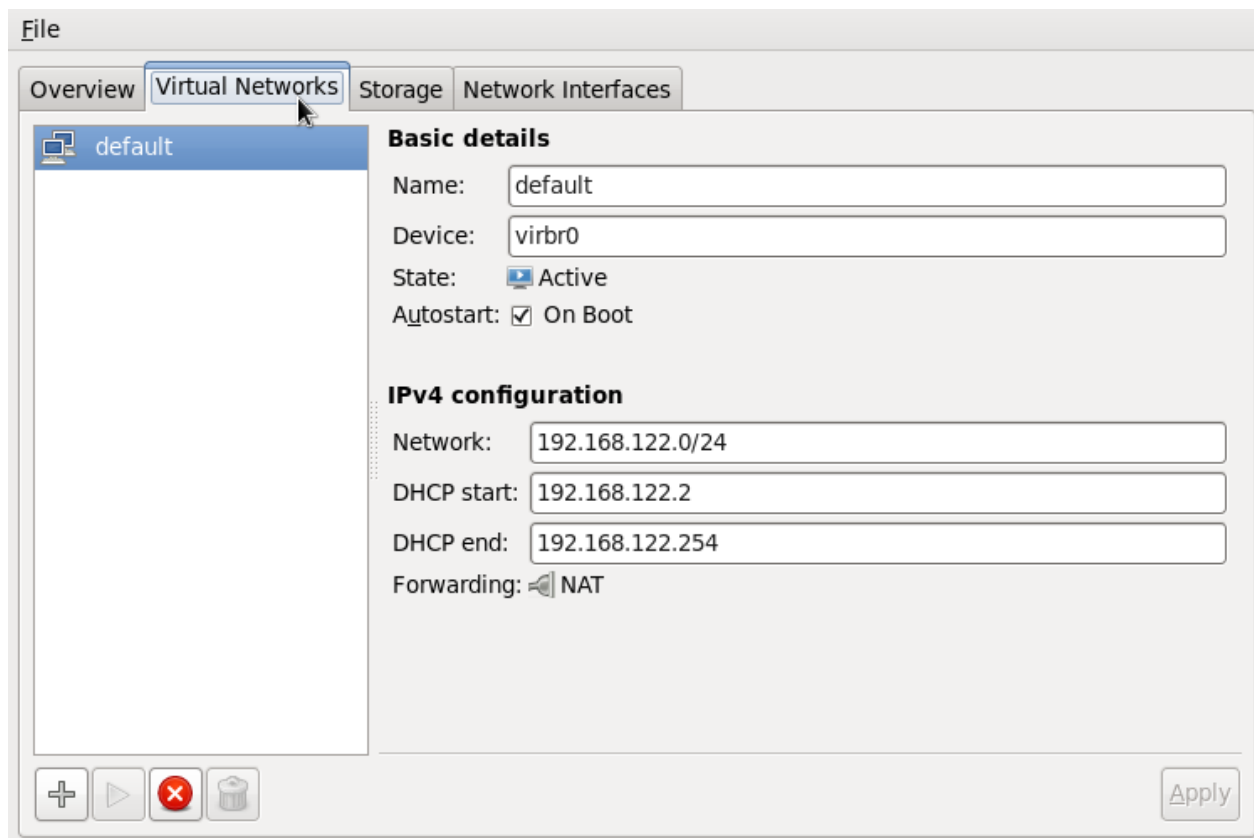 File
Overview Virtual Networks Storage Network Interfaces
default
Basic details
Name: default
Device: virbr0
State: Active
Autostart: On Boot
IPv4 configuration
Network: 192.168.122.0/24
DHCP start: 192.168.122.2
DHCP end: 192.168.122.254
Forwarding: NAT
Apply